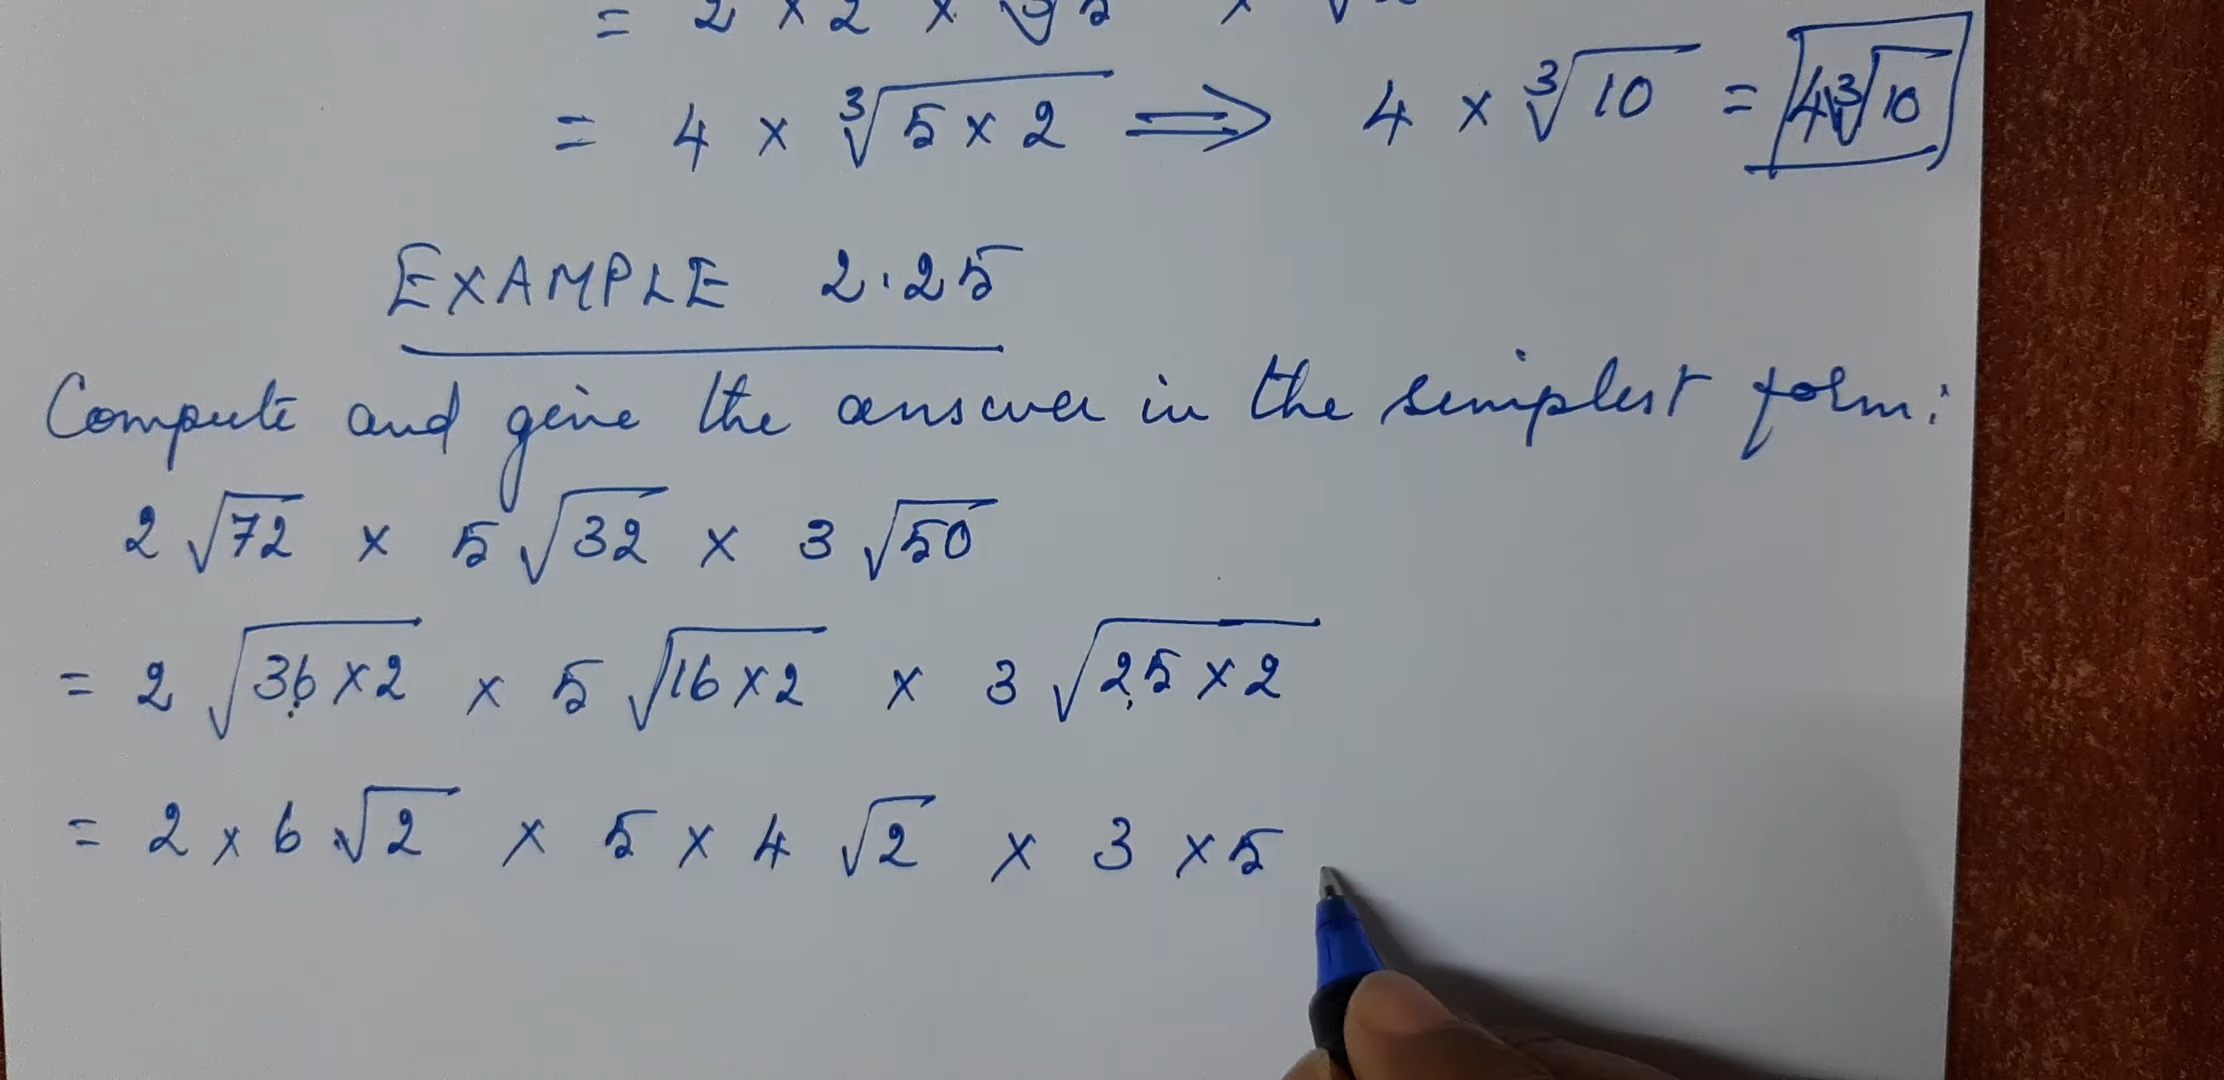 = 2 × 2 ×
= 4 × ∛5 × 2 ⟹ 4 × ∛10 = 4∛10
EXAMPLE 2.25
Compute and give the answer in the simplest form:
2 √72 × 5 √32 × 3 √50
= 2 √36 × 2 × 5 √16 × 2 × 3 √25 × 2
= 2 × 6 √2 × 5 × 4 √2 × 3 × 5